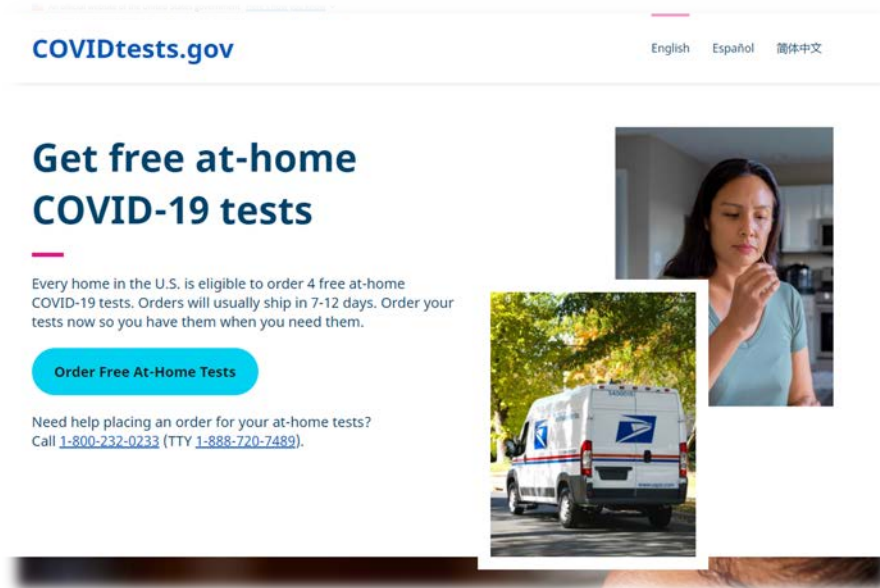 COVIDtests.gov
English Español 简体中文
Get free at-home
COVID-19 tests
Every home in the U.S. is eligible to order 4 free at-home
COVID-19 tests. Orders will usually ship in 7-12 days. Order your
tests now so you have them when you need them.
Order Free At-Home Tests
Need help placing an order for your at-home tests?
Call 1-800-232-0233 (TTY 1-888-720-7489).